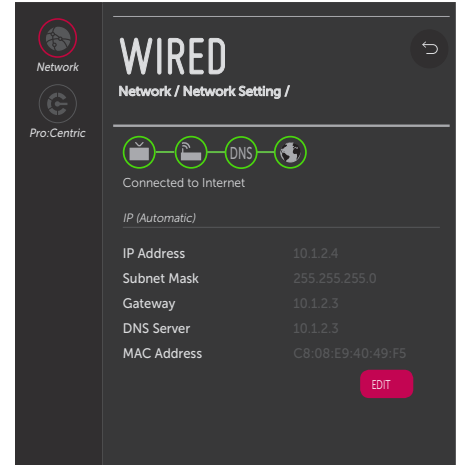 Network
Pro:Centric
WIRED
Network / Network Setting /
DNS
Connected to Internet
IP (Automatic)
IP Address 10.1.2.4
Subnet Mask 255.255.255.0
Gateway 10.1.2.3
DNS Server 10.1.2.3
MAC Address C8:08:E9:40:49:F5
EDIT